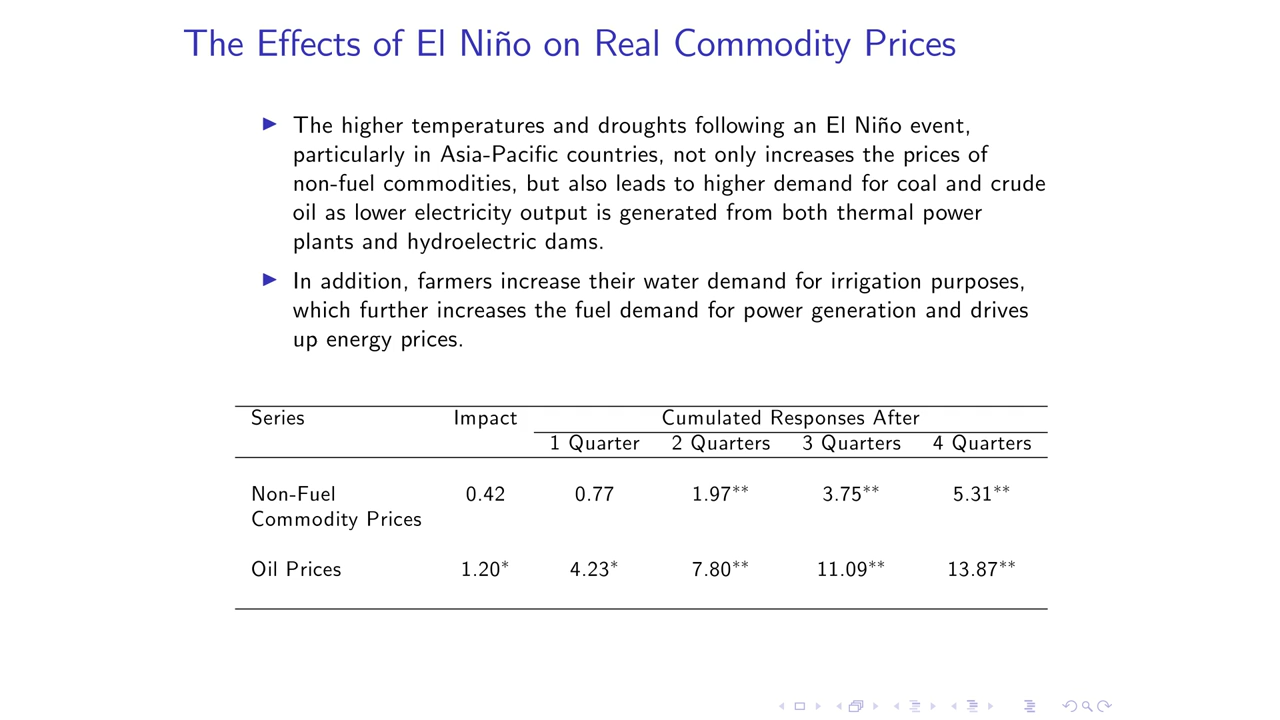 The Effects of El Niño on Real Commodity Prices
The higher temperatures and droughts following an El Niño event,
particularly in Asia-Pacific countries, not only increases the prices of
non-fuel commodities, but also leads to higher demand for coal and crude
oil as lower electricity output is generated from both thermal power
plants and hydroelectric dams.
In addition, farmers increase their water demand for irrigation purposes,
which further increases the fuel demand for power generation and drives
up energy prices.
Series Impact Cumulated Responses After
1 Quarter 2 Quarters 3 Quarters 4 Quarters
Non-Fuel 0.42 0.77 1.97** 3.75** 5.31**
Commodity Prices
Oil Prices 1.20* 4.23* 7.80** 11.09** 13.87**